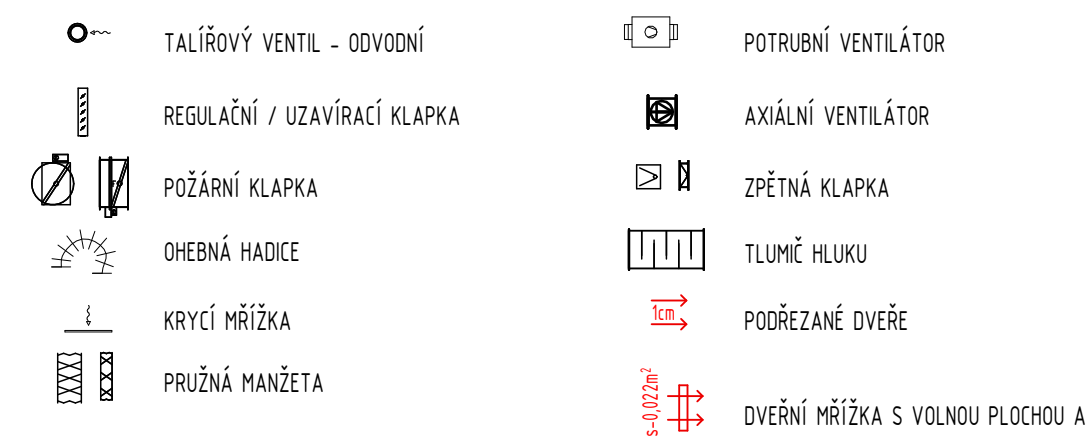 TALÍŘOVÝ VENTIL - ODVODNÍ
REGULAČNÍ / UZAVÍRACÍ KLAPKA
POŽÁRNÍ KLAPKA
OHEBNÁ HADICE
KRYCÍ MŘÍŽKA
PRUŽNÁ MANŽETA
POTRUBNÍ VENTILÁTOR
AXIÁLNÍ VENTILÁTOR
ZPĚTNÁ KLAPKA
TLUMIČ HLUKU
1cm
PODŘEZANÉ DVEŘE
s-0,022m²
DVEŘNÍ MŘÍŽKA S VOLNOU PLOCHOU A